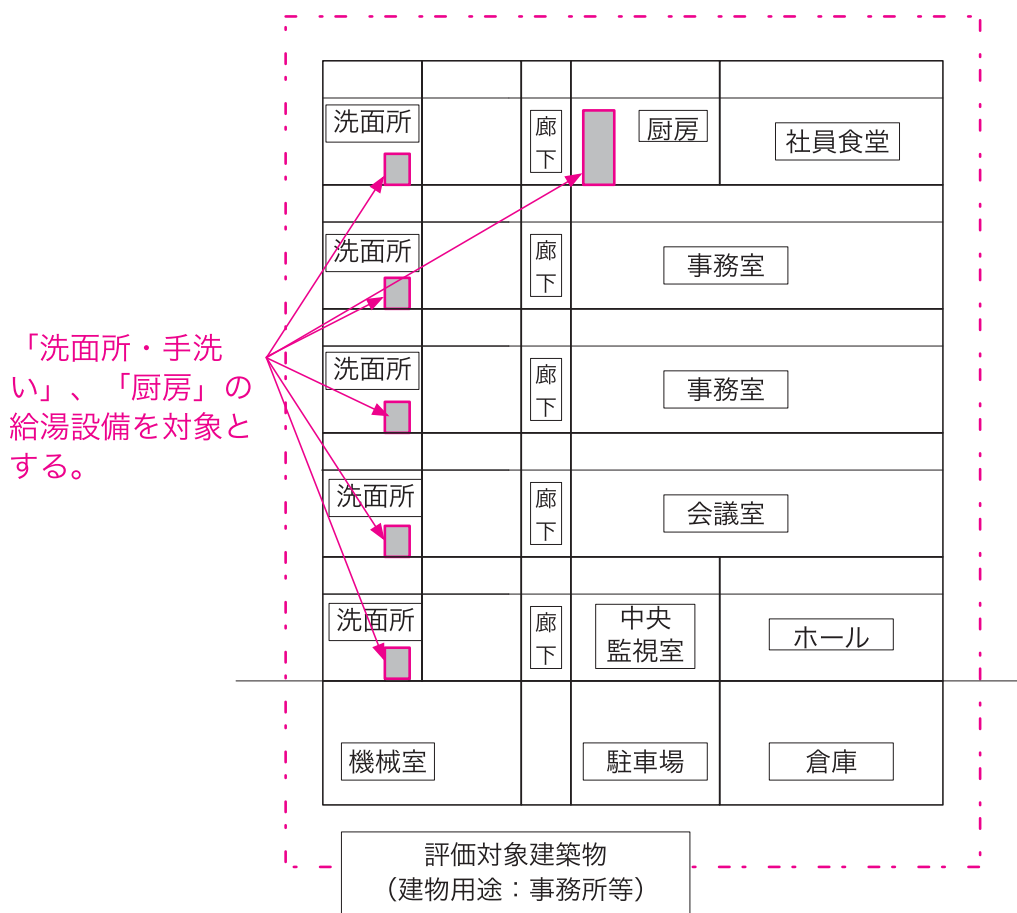 洗面所
廊
下
厨房
社員食堂
洗面所
廊
下
事務室
「洗面所・手洗
い」、「厨房」の
給湯設備を対象と
する。
洗面所
廊
下
事務室
洗面所
廊
下
会議室
洗面所
廊
下
中央
監視室
ホール
機械室
駐車場
倉庫
評価対象建築物
（建物用途：事務所等）